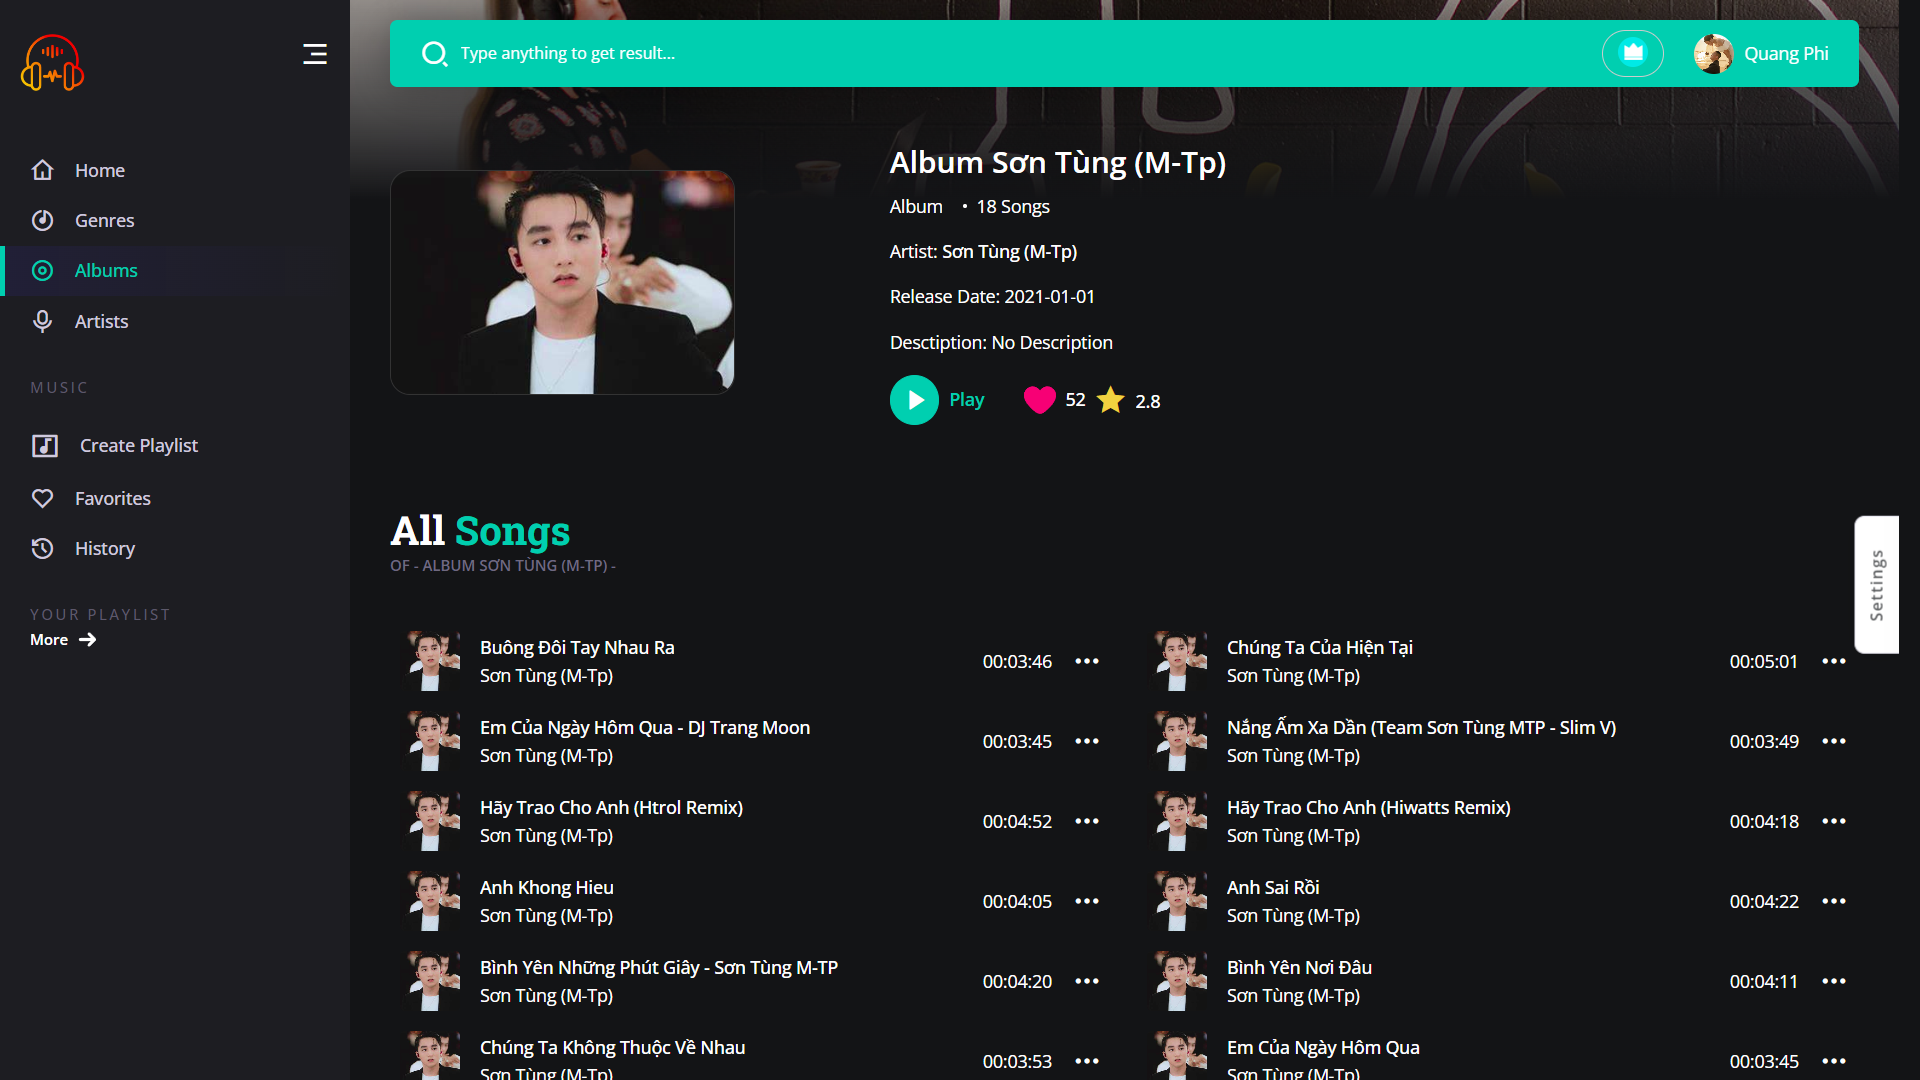 Type anything to get result...
Quang Phi
Home
Genres
Albums
Artists
MUSIC
Create Playlist
Favorites
History
YOUR PLAYLIST
More
Album Sơn Tùng (M-Tp)
Album • 18 Songs
Artist: Sơn Tùng (M-Tp)
Release Date: 2021-01-01
Desctiption: No Description
Play 52 2.8
All Songs
OF - ALBUM SƠN TÙNG (M-TP) -
Settings
Buông Đôi Tay Nhau Ra
Sơn Tùng (M-Tp)
00:03:46
Chúng Ta Của Hiện Tại
Sơn Tùng (M-Tp)
00:05:01
Em Của Ngày Hôm Qua - DJ Trang Moon
Sơn Tùng (M-Tp)
00:03:45
Nắng Ấm Xa Dần (Team Sơn Tùng MTP - Slim V)
Sơn Tùng (M-Tp)
00:03:49
Hãy Trao Cho Anh (Htrol Remix)
Sơn Tùng (M-Tp)
00:04:52
Hãy Trao Cho Anh (Hiwatts Remix)
Sơn Tùng (M-Tp)
00:04:18
Anh Khong Hieu
Sơn Tùng (M-Tp)
00:04:05
Anh Sai Rồi
Sơn Tùng (M-Tp)
00:04:22
Bình Yên Những Phút Giây - Sơn Tùng M-TP
Sơn Tùng (M-Tp)
00:04:20
Bình Yên Nơi Đâu
Sơn Tùng (M-Tp)
00:04:11
Chúng Ta Không Thuộc Về Nhau
Sơn Tùng (M-Tp)
00:03:53
Em Của Ngày Hôm Qua
Sơn Tùng (M-Tp)
00:03:45